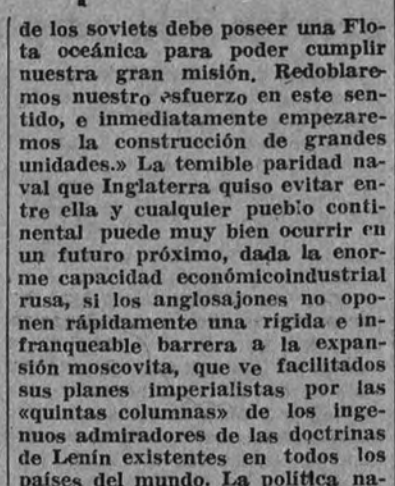 de los soviets debe poseer una Flo-
ta oceánica para poder cumplir
nuestra gran misión. Redoblare-
mos nuestro esfuerzo en este sen-
tido, e inmediatamente empezare-
mos la construcción de grandes
unidades.» La temible paridad na-
val que Inglaterra quiso evitar en-
tre ella y cualquier pueblo conti-
nental puede muy bien ocurrir en
un futuro próximo, dada la enor-
me capacidad económicoindustrial
rusa, si los anglosajones no opo-
nen rápidamente una rígida e in-
franqueable barrera a la expan-
sión moscovita, que ve facilitados
sus planes imperialistas por las
«quintas columnas» de los inge-
nuos admiradores de las doctrinas
de Lenín existentes en todos los
países del mundo. La política na-